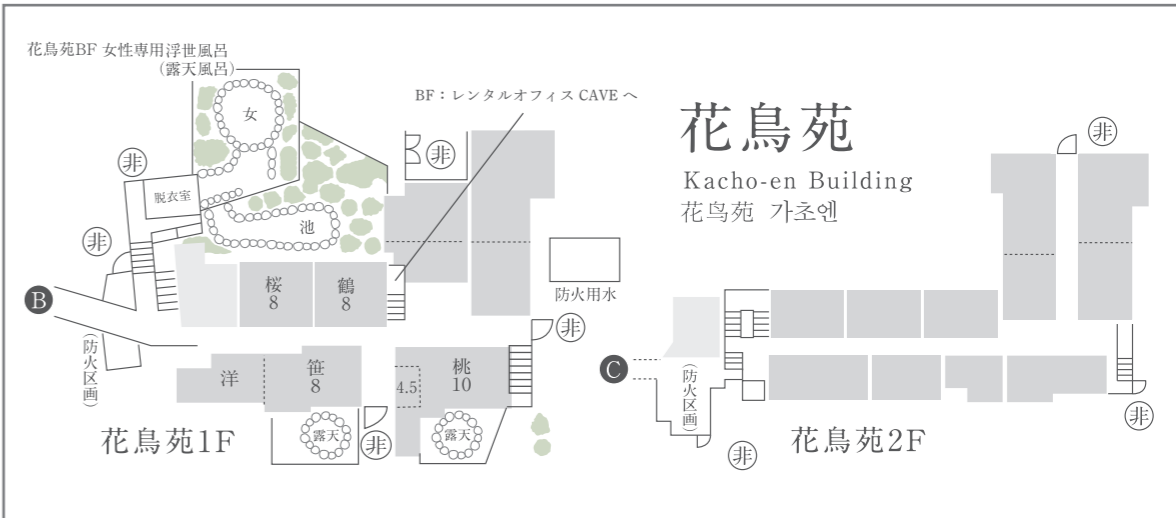 花鳥苑BF 女性専用浮世風呂
(露天風呂)
女
BF：レンタルオフィス CAVE へ
非
非
脱衣室
池
非
B
桜
8
鶴
8
防火用水
非
(防火区画)
洋
笹
8
4.5
桃
10
露天
非
露天
花鳥苑1F
花鳥苑
Kacho-en Building
花鸟苑 가초엔
非
C
(防火区画)
非
非
花鳥苑2F